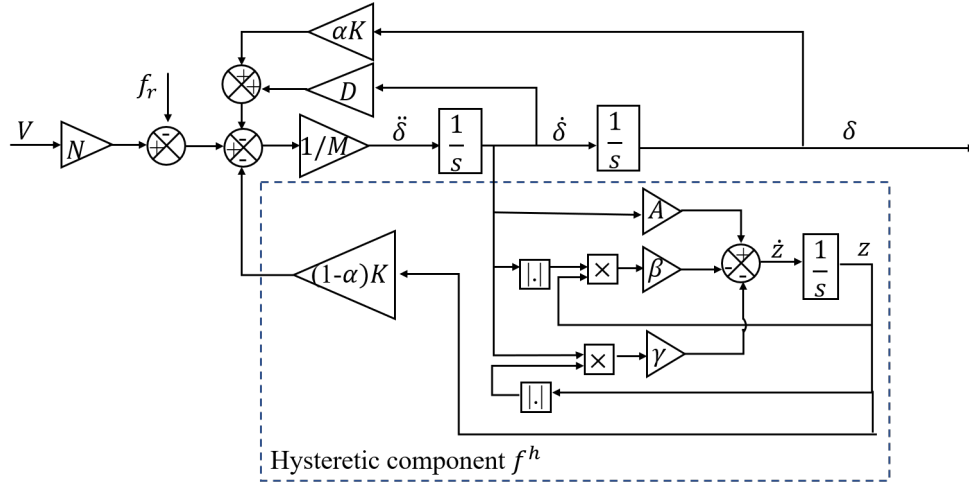 αK
+
+
D
f_r
V
N
-
+
-
+
-
1/M
δ̈
1/s
δ̇
1/s
δ
A
(1-α)K
|.|
×
β
+
-
-
ż
1/s
z
×
γ
|.|
Hysteretic component f^h